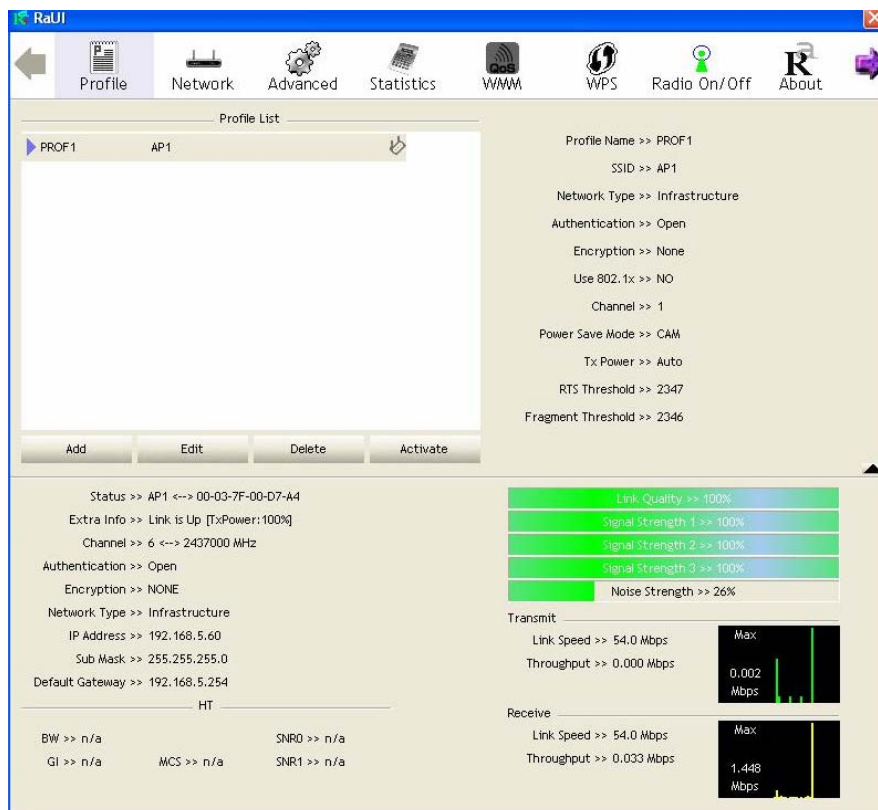 RaUI
Profile
Network
Advanced
Statistics
QoS
WMM
WPS
Radio On/Off
About
Profile List
PROF1 AP1
Add
Edit
Delete
Activate
Profile Name >> PROF1
SSID >> AP1
Network Type >> Infrastructure
Authentication >> Open
Encryption >> None
Use 802.1x >> NO
Channel >> 1
Power Save Mode >> CAM
Tx Power >> Auto
RTS Threshold >> 2347
Fragment Threshold >> 2346
Status >> AP1 <--> 00-03-7F-00-D7-A4
Extra Info >> Link is Up [TxPower:100%]
Channel >> 6 <--> 2437000 MHz
Authentication >> Open
Encryption >> NONE
Network Type >> Infrastructure
IP Address >> 192.168.5.60
Sub Mask >> 255.255.255.0
Default Gateway >> 192.168.5.254
HT
BW >> n/a
SNR0 >> n/a
GI >> n/a
MCS >> n/a
SNR1 >> n/a
Link Quality >> 100%
Signal Strength 1 >> 100%
Signal Strength 2 >> 100%
Signal Strength 3 >> 100%
Noise Strength >> 26%
Transmit
Link Speed >> 54.0 Mbps
Throughput >> 0.000 Mbps
Max
0.002
Mbps
Receive
Link Speed >> 54.0 Mbps
Throughput >> 0.033 Mbps
Max
1.448
Mbps